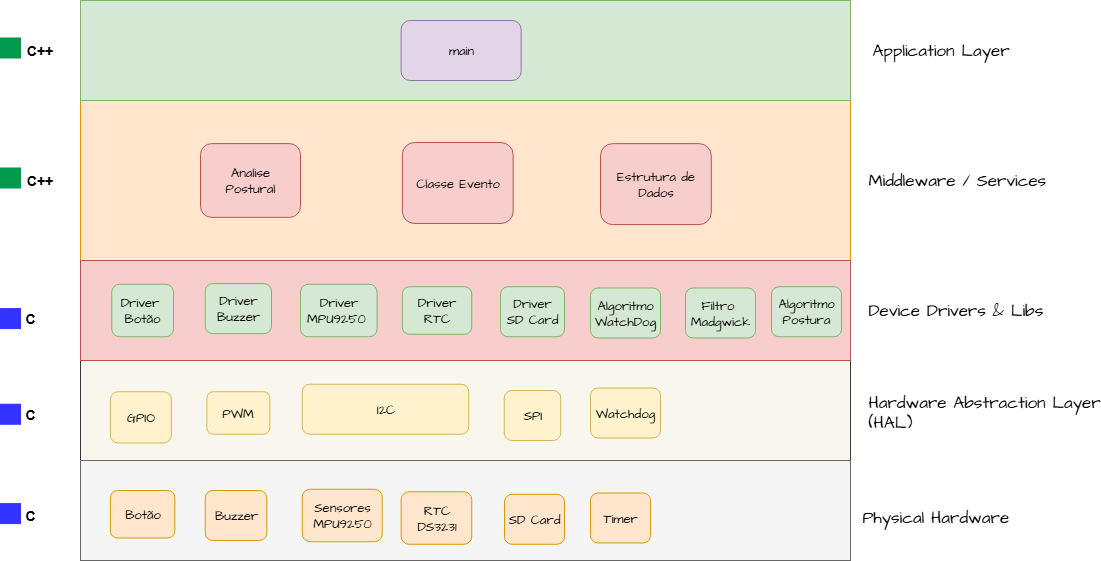 C++
main
Application Layer
C++
Analise
Postural
Classe Evento
Estrutura de
Dados
Middleware / Services
C
Driver
Botão
Driver
Buzzer
Driver
MPU9250
Driver
RTC
Driver
SD Card
Algoritmo
WatchDog
Filtro
Madgwick
Algoritmo
Postura
Device Drivers & Libs
C
GPIO
PWM
I2C
SPI
Watchdog
Hardware Abstraction Layer
(HAL)
C
Botão
Buzzer
Sensores
MPU9250
RTC
DS3231
SD Card
Timer
Physical Hardware